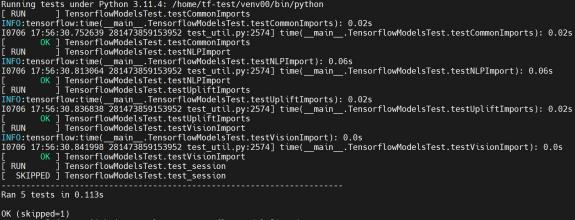 Running tests under Python 3.11.4: /home/tf-test/venv00/bin/python
[ RUN      ] TensorflowModelsTest.testCommonImports
INFO:tensorflow:time(__main__.TensorflowModelsTest.testCommonImports): 0.02s
I0706 17:56:30.752639 281473859153952 test_util.py:2574] time(__main__.TensorflowModelsTest.testCommonImports): 0.02s
[       OK ] TensorflowModelsTest.testCommonImports
[ RUN      ] TensorflowModelsTest.testNLPImport
INFO:tensorflow:time(__main__.TensorflowModelsTest.testNLPImport): 0.06s
I0706 17:56:30.813064 281473859153952 test_util.py:2574] time(__main__.TensorflowModelsTest.testNLPImport): 0.06s
[       OK ] TensorflowModelsTest.testNLPImport
[ RUN      ] TensorflowModelsTest.testUpliftImports
INFO:tensorflow:time(__main__.TensorflowModelsTest.testUpliftImports): 0.02s
I0706 17:56:30.836838 281473859153952 test_util.py:2574] time(__main__.TensorflowModelsTest.testUpliftImports): 0.02s
[       OK ] TensorflowModelsTest.testUpliftImports
[ RUN      ] TensorflowModelsTest.testVisionImport
INFO:tensorflow:time(__main__.TensorflowModelsTest.testVisionImport): 0.0s
I0706 17:56:30.841998 281473859153952 test_util.py:2574] time(__main__.TensorflowModelsTest.testVisionImport): 0.0s
[       OK ] TensorflowModelsTest.testVisionImport
[ RUN      ] TensorflowModelsTest.test_session
[  SKIPPED ] TensorflowModelsTest.test_session
----------------------------------------------------------------------
Ran 5 tests in 0.113s
OK (skipped=1)